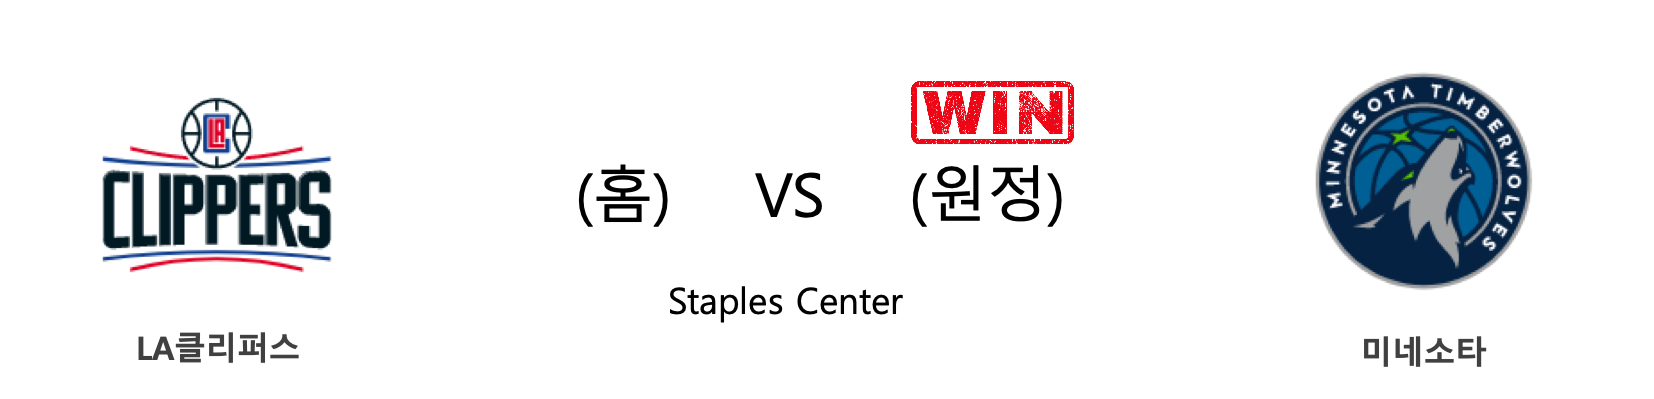 WIN
LA
CLIPPERS
(홈) VS (원정)
MINNESOTA TIMBERWOLVES
Staples Center
LA클리퍼스
미네소타